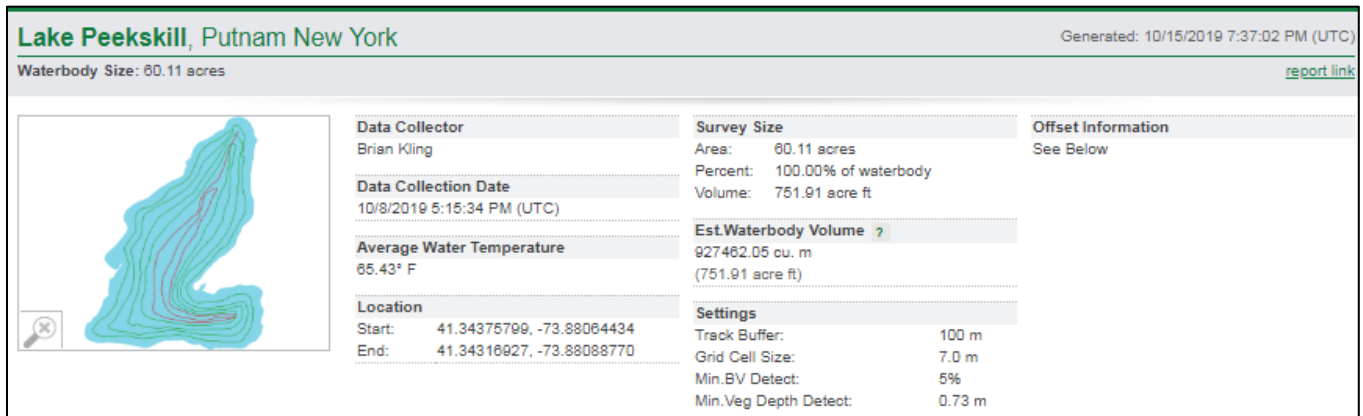 Lake Peekskill, Putnam New York
Generated: 10/15/2019 7:37:02 PM (UTC)
Waterbody Size: 60.11 acres
report link
Data Collector
Brian Kling
Data Collection Date
10/8/2019 5:15:34 PM (UTC)
Average Water Temperature
65.43° F
Location
Start: 41.34375799, -73.88064434
End: 41.34316927, -73.88088770
Survey Size
Area: 60.11 acres
Percent: 100.00% of waterbody
Volume: 751.91 acre ft
Est.Waterbody Volume ?
927462.05 cu. m
(751.91 acre ft)
Settings
Track Buffer: 100 m
Grid Cell Size: 7.0 m
Min.BV Detect: 5%
Min.Veg Depth Detect: 0.73 m
Offset Information
See Below